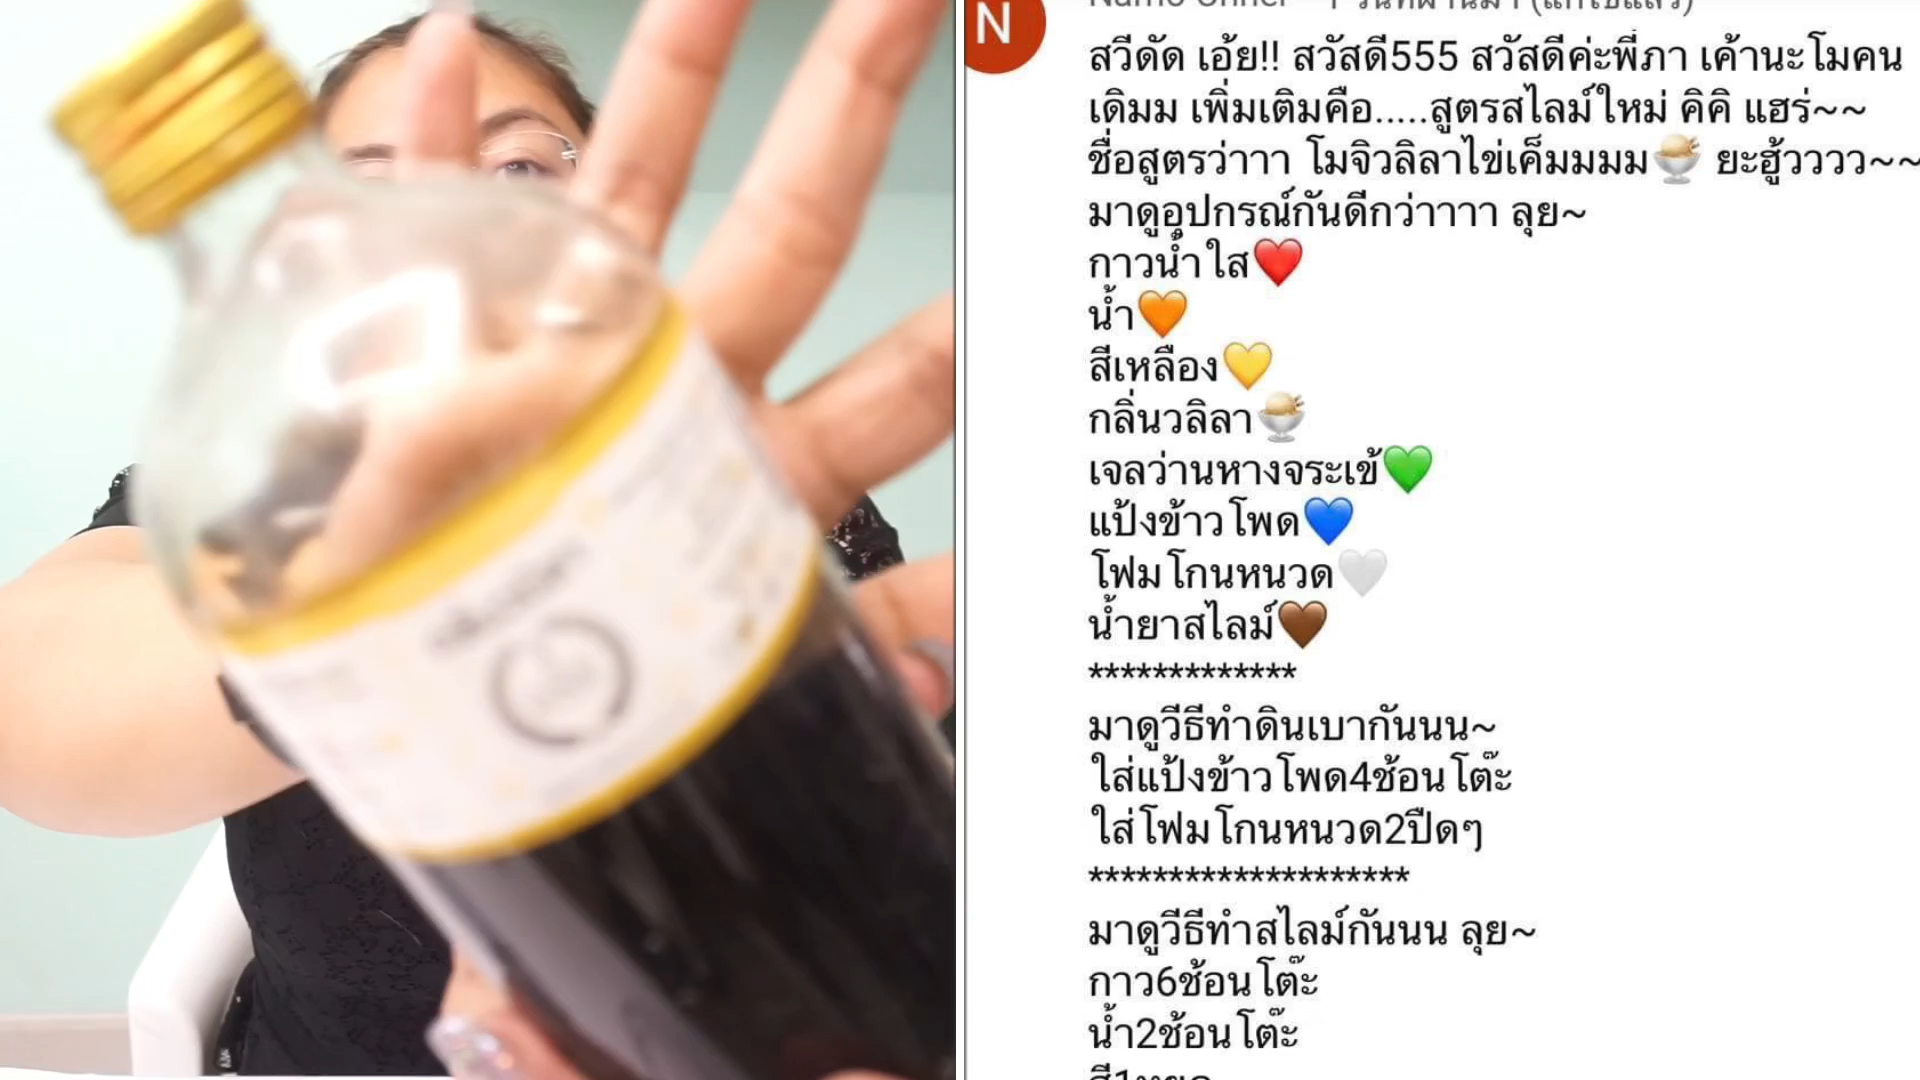 N
สวีดัด เอ้ย!! สวัสดี555 สวัสดีค่ะพี่ภา เค้านะโมคน
เดิมม เพิ่มเติมคือ.....สูตรสไลม์ใหม่ คิคิ แฮร่~~
ชื่อสูตรว่าาา โมจิวลิลาไข่เค็มมมม🍨 ยะฮู้วววว~~
มาดูอุปกรณ์กันดีกว่าาาา ลุย~
กาวน้ำใส❤️
น้ำ🧡
สีเหลือง💛
กลิ่นวลิลา🍨
เจลว่านหางจระเข้💚
แป้งข้าวโพด💙
โฟมโกนหนวด🤍
น้ำยาสไลม์🤎
*************
มาดูวีธีทำดินเบากันนน~
ใส่แป้งข้าวโพด4ช้อนโต๊ะ
ใส่โฟมโกนหนวด2ปืดๆ
********************
มาดูวีธีทำสไลม์กันนน ลุย~
กาว6ช้อนโต๊ะ
น้ำ2ช้อนโต๊ะ